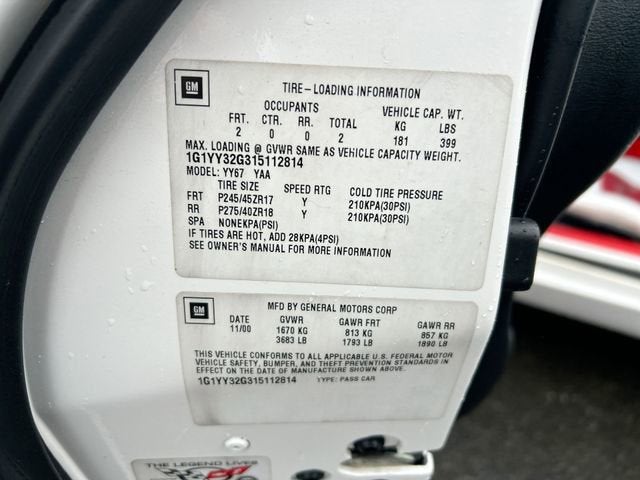 GM
TIRE-LOADING INFORMATION
OCCUPANTS VEHICLE CAP. WT.
FRT. CTR. RR. TOTAL KG LBS
2 0 0 2 181 399
MAX. LOADING @ GVWR SAME AS VEHICLE CAPACITY WEIGHT.
1G1YY32G315112814
MODEL: YY67 YAA
TIRE SIZE SPEED RTG COLD TIRE PRESSURE
FRT P245/45ZR17 Y 210KPA(30PSI)
RR P275/40ZR18 Y 210KPA(30PSI)
SPA NONEKPA(PSI)
IF TIRES ARE HOT, ADD 28KPA(4PSI)
SEE OWNER'S MANUAL FOR MORE INFORMATION
GM
MFD BY GENERAL MOTORS CORP
DATE GVWR GAWR FRT GAWR RR
11/00 1670 KG 813 KG 857 KG
3683 LB 1793 LB 1890 LB
THIS VEHICLE CONFORMS TO ALL APPLICABLE U.S. FEDERAL MOTOR
VEHICLE SAFETY, BUMPER, AND THEFT PREVENTION STANDARDS IN
EFFECT ON THE DATE OF MANUFACTURE SHOWN ABOVE.
1G1YY32G315112814 TYPE: PASS CAR
THE LEGEND LIVES